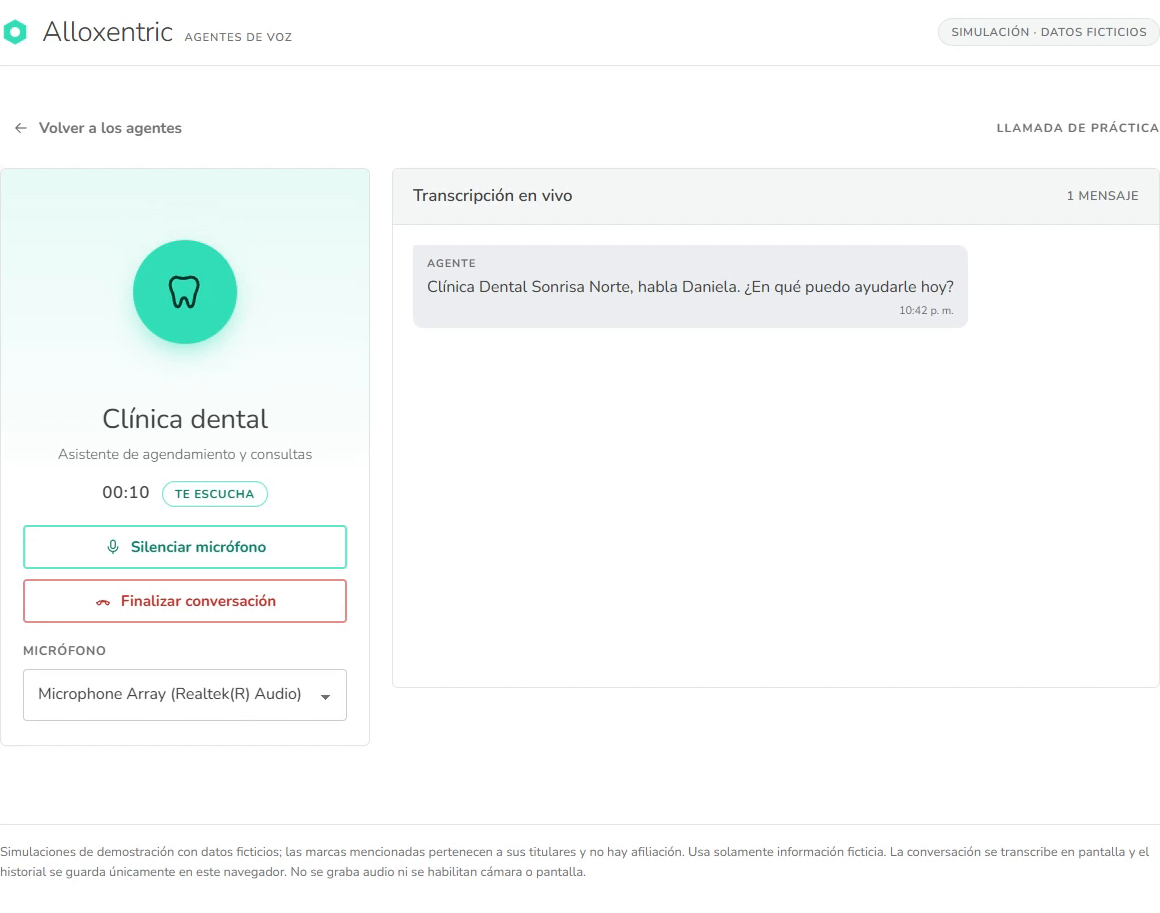 Alloxentric AGENTES DE VOZ
SIMULACIÓN · DATOS FICTICIOS
Volver a los agentes
LLAMADA DE PRÁCTICA
Clínica dental
Asistente de agendamiento y consultas
00:10 TE ESCUCHA
Silenciar micrófono
Finalizar conversación
MICRÓFONO
Microphone Array (Realtek(R) Audio)
Transcripción en vivo
1 MENSAJE
AGENTE
Clínica Dental Sonrisa Norte, habla Daniela. ¿En qué puedo ayudarle hoy?
10:42 p. m.
Simulaciones de demostración con datos ficticios; las marcas mencionadas pertenecen a sus titulares y no hay afiliación. Usa solamente información ficticia. La conversación se transcribe en pantalla y el
historial se guarda únicamente en este navegador. No se graba audio ni se habilitan cámara o pantalla.